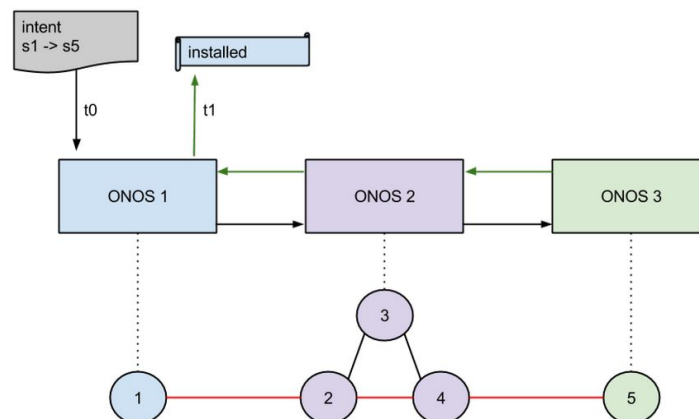 intent
s1 -> s5
installed
t0
t1
ONOS 1
ONOS 2
ONOS 3
3
1
2
4
5